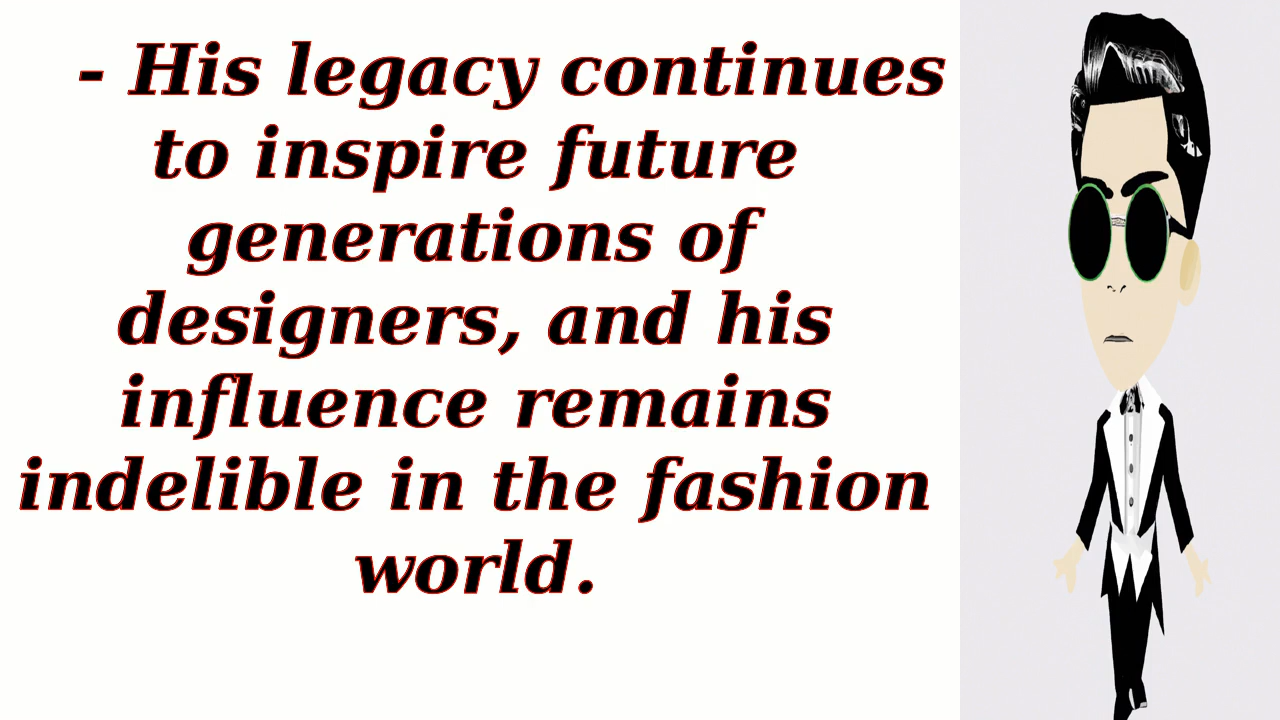 - His legacy continues
to inspire future
generations of
designers, and his
influence remains
indelible in the fashion
world.